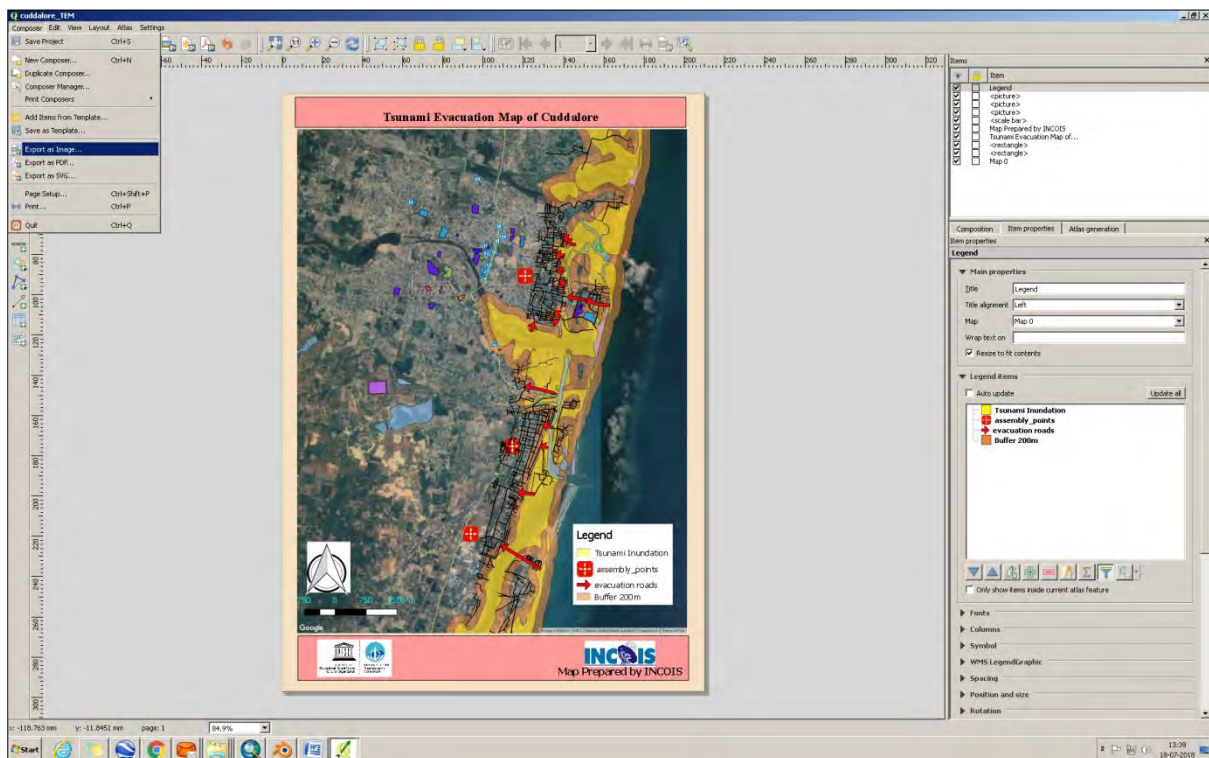 cuddalore_TEM
Composer Edit View Layout Atlas Settings
Save Project Ctrl+S
New Composer... Ctrl+N
Duplicate Composer...
Composer Manager...
Print Composers
Add Items from Template...
Save as Template...
Export as Image...
Export as PDF...
Export as SVG...
Page Setup... Ctrl+Shift+P
Print... Ctrl+P
Quit Ctrl+Q
Tsunami Evacuation Map of Cuddalore
Legend
Tsunami Inundation
assembly_points
evacuation roads
Buffer 200m
Google
INCOIS
Map Prepared by INCOIS
Items
Item
Legend
<picture>
<picture>
<picture>
<scale bar>
Map Prepared by INCOIS
Tsunami Evacuation Map of...
<rectangle>
<rectangle>
Map 0
Composition Item properties Atlas generation
Item properties
Legend
Main properties
Title Legend
Title alignment Left
Map Map 0
Wrap text on
Resize to fit contents
Legend items
Auto update Update all
Tsunami Inundation
assembly_points
evacuation roads
Buffer 200m
Only show items inside current atlas feature
Fonts
Columns
Symbol
WMS LegendGraphic
Spacing
Position and size
Rotation
x: -118.763 mm y: -11.8451 mm page: 1 84.9%
Start
13:39
18-07-2018